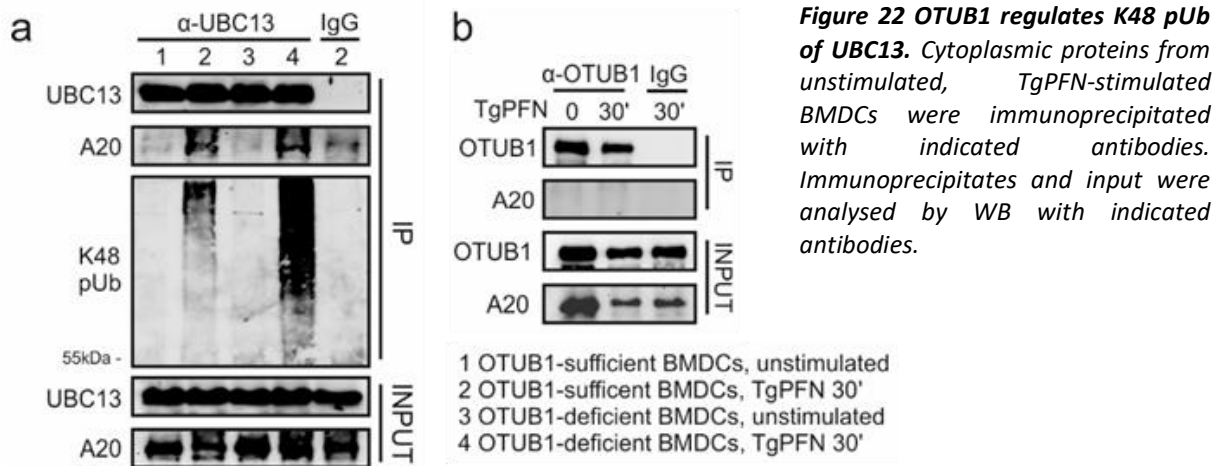 a
α-UBC13 IgG
1 2 3 4 2
UBC13
A20
K48
pUb
55kDa -
IP
UBC13
A20
INPUT
b
α-OTUB1 IgG
TgPFN 0 30' 30'
OTUB1
A20
IP
OTUB1
A20
INPUT
1 OTUB1-sufficient BMDCs, unstimulated
2 OTUB1-sufficent BMDCs, TgPFN 30'
3 OTUB1-deficient BMDCs, unstimulated
4 OTUB1-deficient BMDCs, TgPFN 30'
Figure 22 OTUB1 regulates K48 pUb
of UBC13. Cytoplasmic proteins from
unstimulated, TgPFN-stimulated
BMDCs were immunoprecipitated
with indicated antibodies.
Immunoprecipitates and input were
analysed by WB with indicated
antibodies.